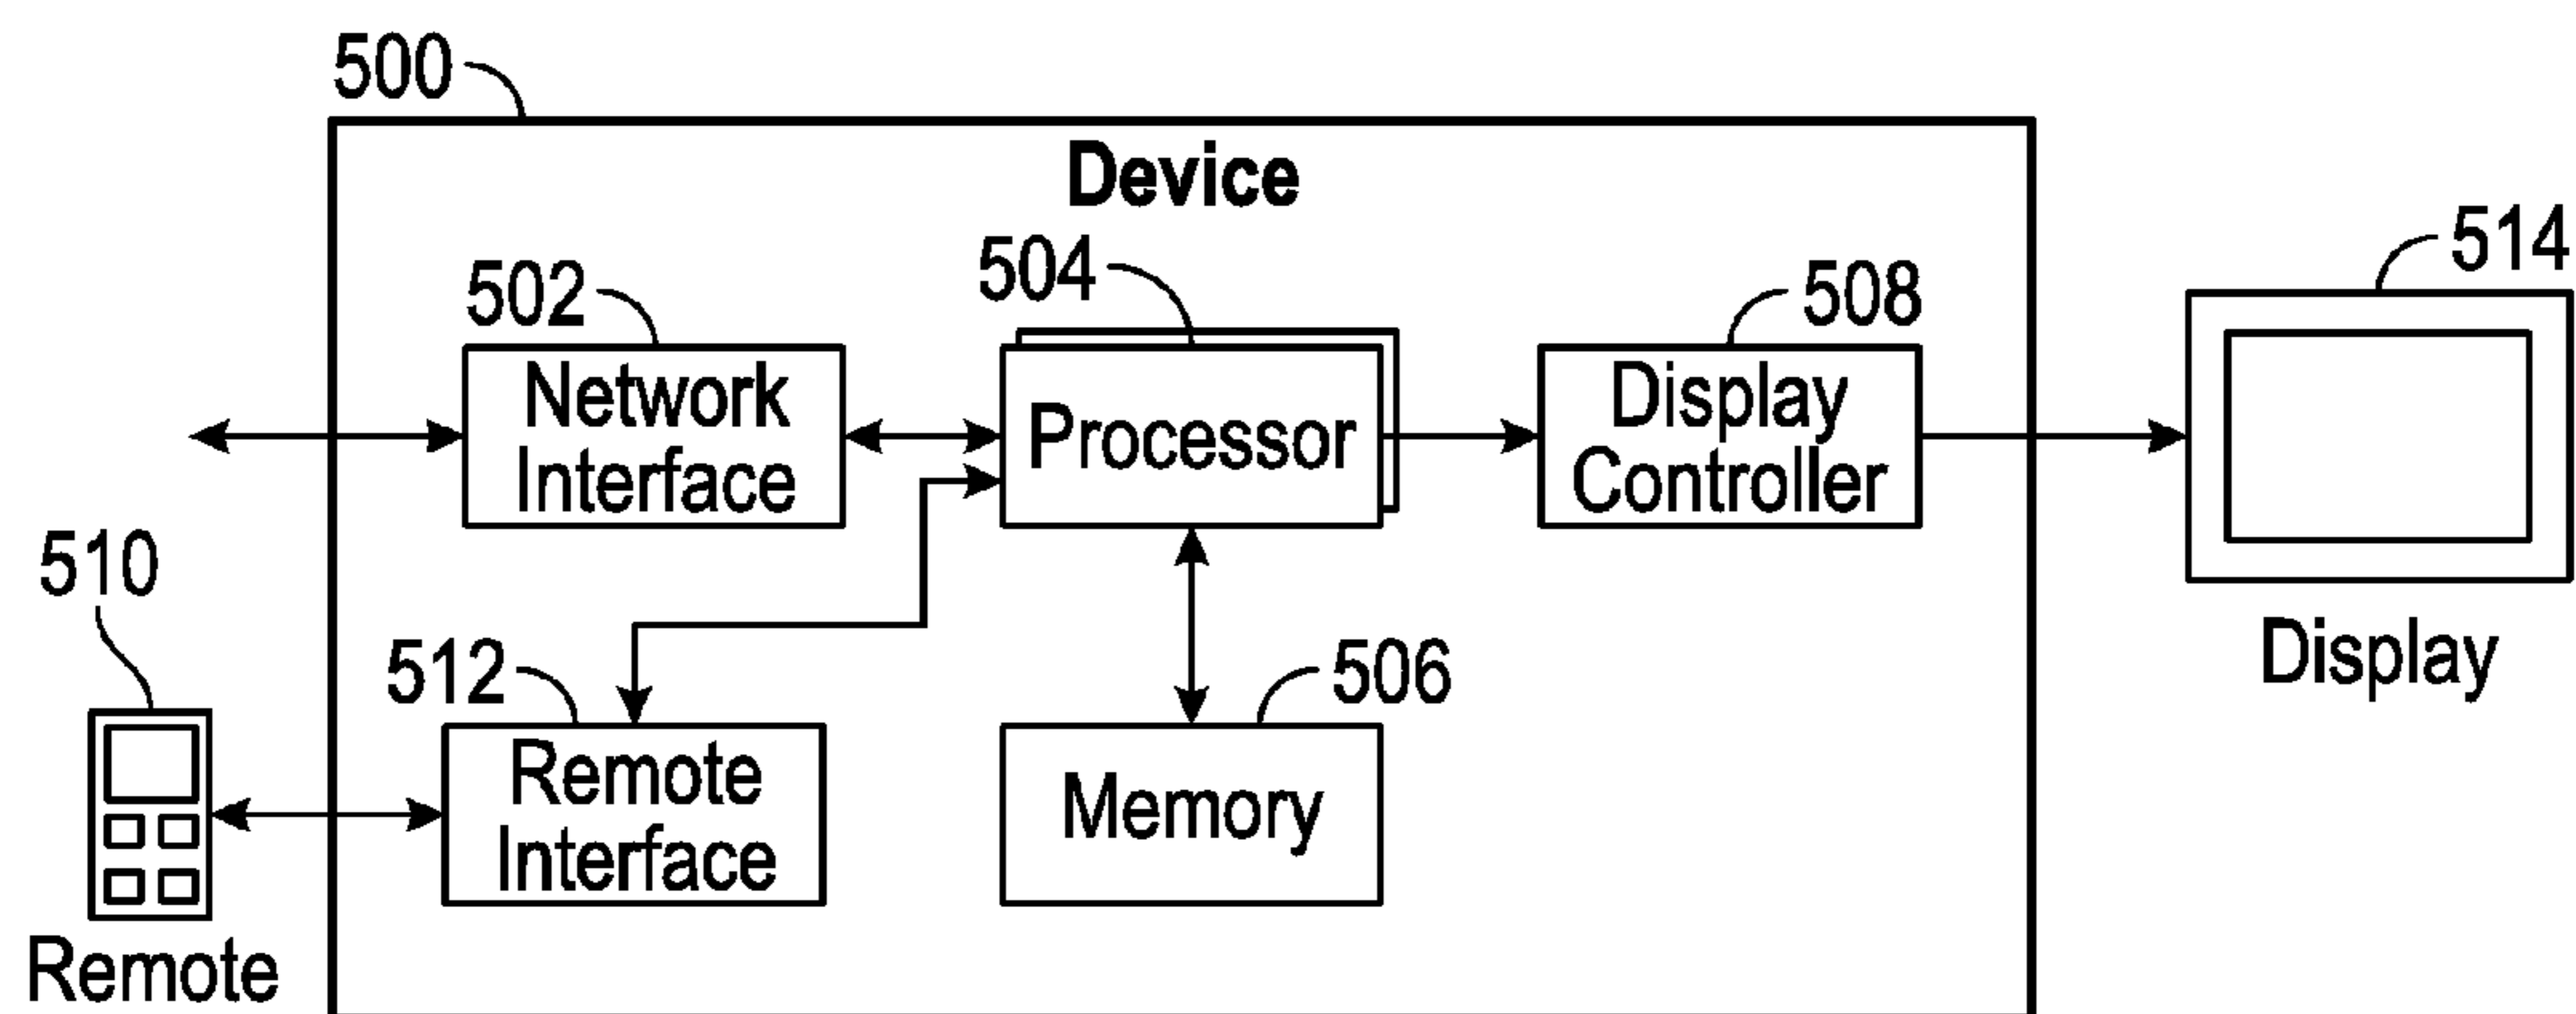 500
Device
502
504
508
514
Network
Interface
Processor
Display
Controller
510
512
506
Display
Remote
Interface
Memory
Remote